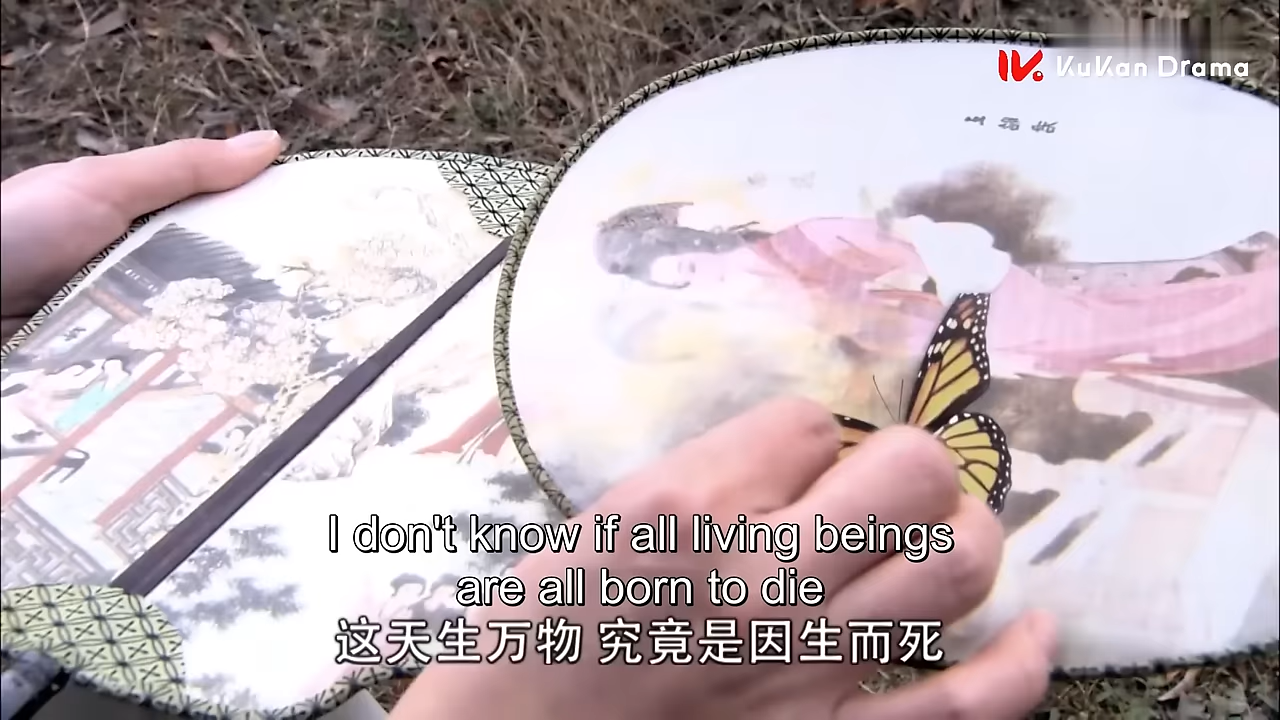 KuKan Drama
I don't know if all living beings
are all born to die
这天生万物 究竟是因生而死